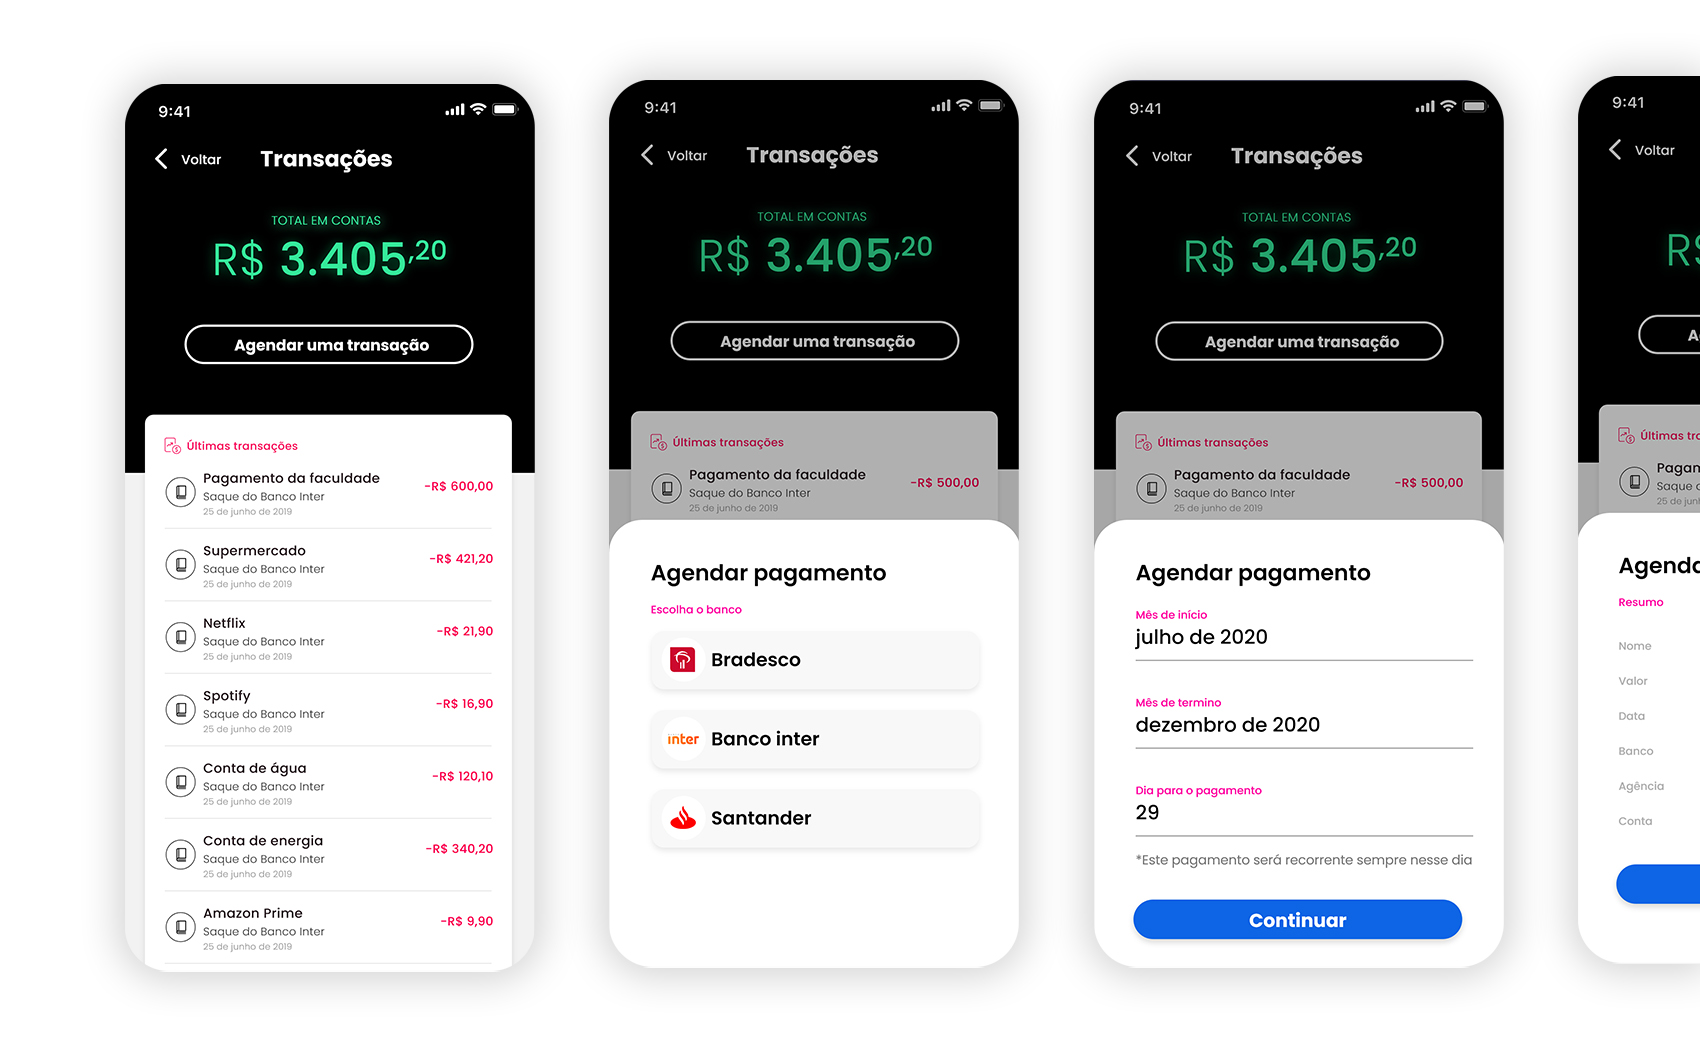 9:41
Voltar
Transações
TOTAL EM CONTAS
R$ 3.405,20
Agendar uma transação
Últimas transações
Pagamento da faculdade
-R$ 600,00
Saque do Banco Inter
25 de junho de 2019
Supermercado
-R$ 421,20
Saque do Banco Inter
25 de junho de 2019
Netflix
-R$ 21,90
Saque do Banco Inter
25 de junho de 2019
Spotify
-R$ 16,90
Saque do Banco Inter
25 de junho de 2019
Conta de água
-R$ 120,10
Saque do Banco Inter
25 de junho de 2019
Conta de energia
-R$ 340,20
Saque do Banco Inter
25 de junho de 2019
Amazon Prime
-R$ 9,90
Saque do Banco Inter
25 de junho de 2019
9:41
Voltar
Transações
TOTAL EM CONTAS
R$ 3.405,20
Agendar uma transação
Últimas transações
Pagamento da faculdade
-R$ 500,00
Saque do Banco Inter
25 de junho de 2019
Agendar pagamento
Escolha o banco
Bradesco
inter Banco inter
Santander
9:41
Voltar
Transações
TOTAL EM CONTAS
R$ 3.405,20
Agendar uma transação
Últimas transações
Pagamento da faculdade
-R$ 500,00
Saque do Banco Inter
25 de junho de 2019
Agendar pagamento
Mês de início
julho de 2020
Mês de termino
dezembro de 2020
Dia para o pagamento
29
*Este pagamento será recorrente sempre nesse dia
Continuar
9:41
Voltar
R$
Últimas
Saque
25 de
Resumo
Nome
Valor
Data
Banco
Agência
Conta